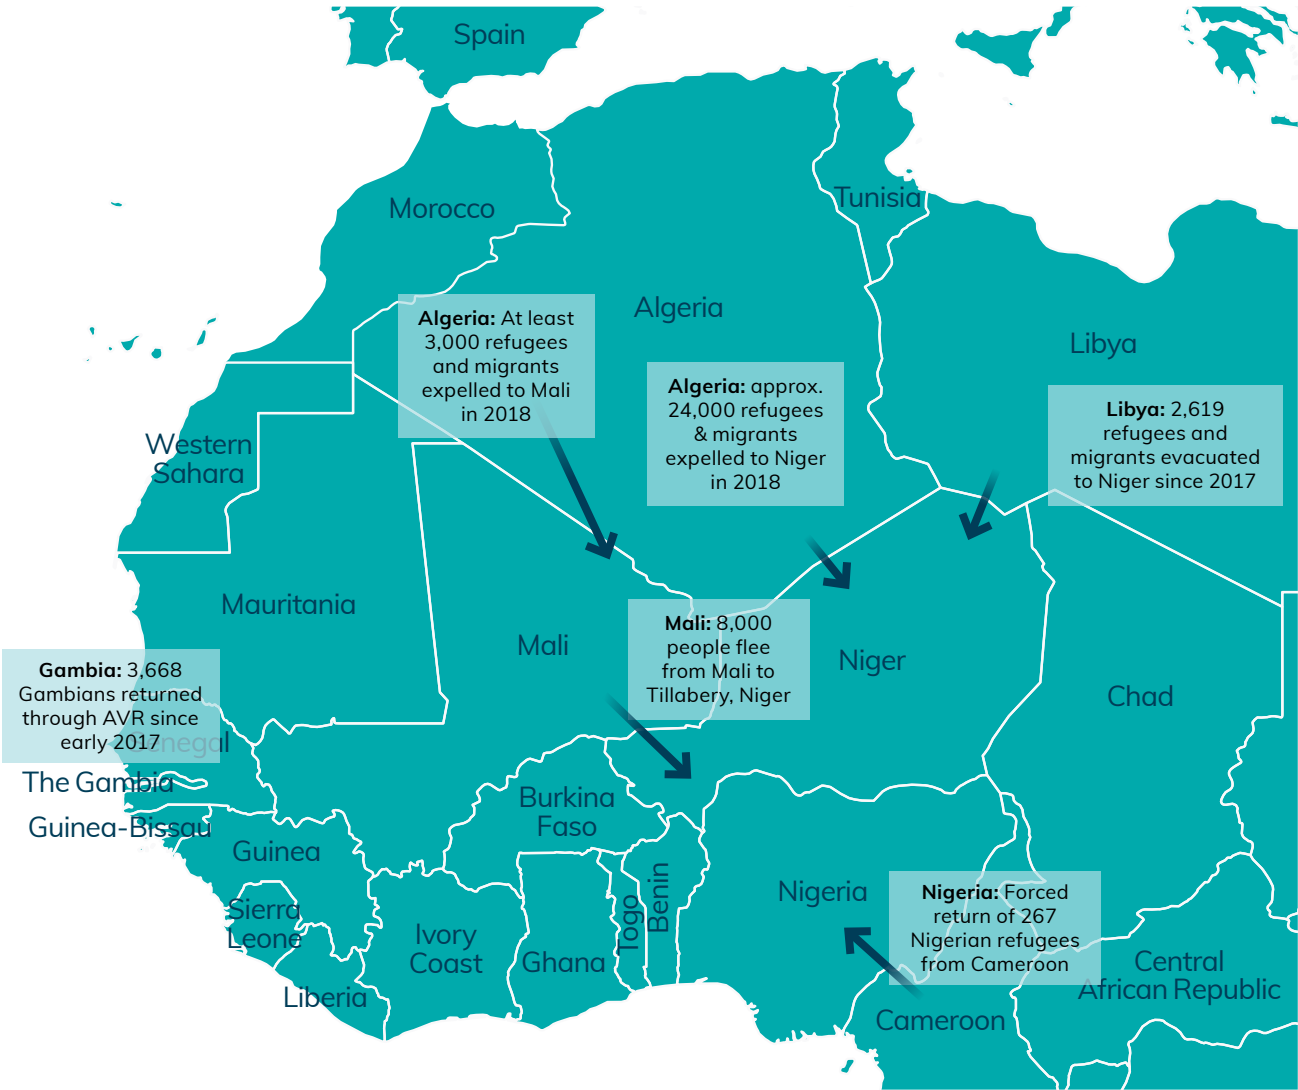 Spain
Morocco
Tunisia
Algeria
Libya
Algeria: At least
3,000 refugees
and migrants
expelled to Mali
in 2018
Algeria: approx.
24,000 refugees
& migrants
expelled to Niger
in 2018
Libya: 2,619
refugees and
migrants evacuated
to Niger since 2017
Western
Sahara
Mauritania
Mali
Mali: 8,000
people flee
from Mali to
Tillabery, Niger
Niger
Chad
Gambia: 3,668
Gambians returned
through AVR since
early 2017
Senegal
The Gambia
Guinea-Bissau
Guinea
Sierra
Leone
Liberia
Burkina
Faso
Ivory
Coast
Ghana
Togo
Benin
Nigeria
Nigeria: Forced
return of 267
Nigerian refugees
from Cameroon
Cameroon
Central
African Republic